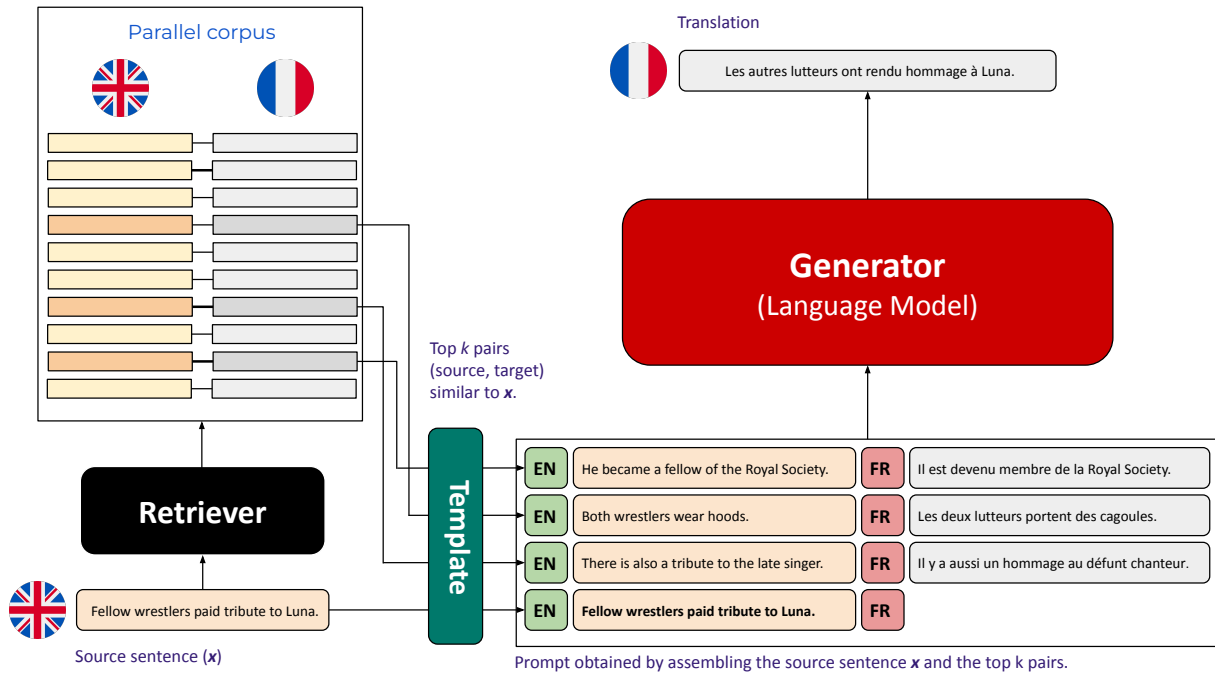 Parallel corpus
Translation
Les autres lutteurs ont rendu hommage à Luna.
Generator
(Language Model)
Top k pairs
(source, target)
similar to x.
Retriever
Template
EN He became a fellow of the Royal Society. FR Il est devenu membre de la Royal Society.
EN Both wrestlers wear hoods. FR Les deux lutteurs portent des cagoules.
EN There is also a tribute to the late singer. FR Il y a aussi un hommage au défunt chanteur.
Fellow wrestlers paid tribute to Luna.
EN Fellow wrestlers paid tribute to Luna. FR
Source sentence (x)
Prompt obtained by assembling the source sentence x and the top k pairs.